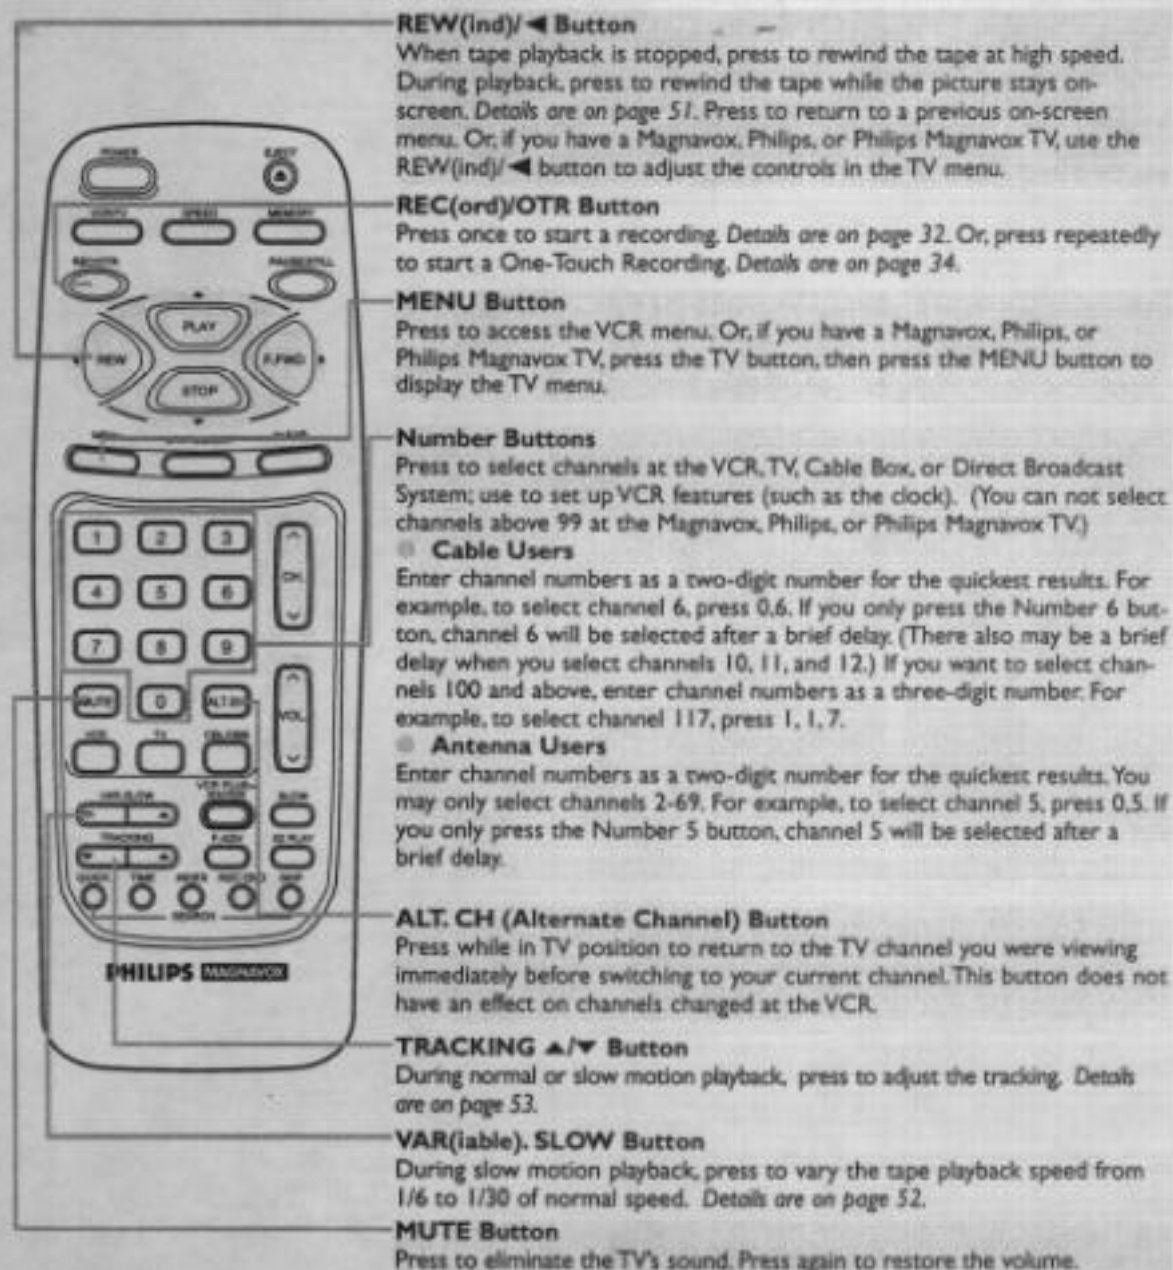 REW(ind)/◄ Button
When tape playback is stopped, press to rewind the tape at high speed.
During playback, press to rewind the tape while the picture stays on-
screen. Details are on page 51. Press to return to a previous on-screen
menu. Or, if you have a Magnavox, Philips, or Philips Magnavox TV, use the
REW(ind)/◄ button to adjust the controls in the TV menu.
REC(ord)/OTR Button
Press once to start a recording. Details are on page 32. Or, press repeatedly
to start a One-Touch Recording. Details are on page 34.
MENU Button
Press to access the VCR menu. Or, if you have a Magnavox, Philips, or
Philips Magnavox TV, press the TV button, then press the MENU button to
display the TV menu.
Number Buttons
Press to select channels at the VCR, TV, Cable Box, or Direct Broadcast
System; use to set up VCR features (such as the clock). (You can not select
channels above 99 at the Magnavox, Philips, or Philips Magnavox TV.)
Cable Users
Enter channel numbers as a two-digit number for the quickest results. For
example, to select channel 6, press 0,6. If you only press the Number 6 but-
ton, channel 6 will be selected after a brief delay. (There also may be a brief
delay when you select channels 10, 11, and 12.) If you want to select chan-
nels 100 and above, enter channel numbers as a three-digit number. For
example, to select channel 117, press 1, 1, 7.
Antenna Users
Enter channel numbers as a two-digit number for the quickest results. You
may only select channels 2-69. For example, to select channel 5, press 0,5. If
you only press the Number 5 button, channel 5 will be selected after a
brief delay.
ALT. CH (Alternate Channel) Button
Press while in TV position to return to the TV channel you were viewing
immediately before switching to your current channel. This button does not
have an effect on channels changed at the VCR.
TRACKING ▲/▼ Button
During normal or slow motion playback, press to adjust the tracking. Details
are on page 53.
VAR(iable). SLOW Button
During slow motion playback, press to vary the tape playback speed from
1/6 to 1/30 of normal speed. Details are on page 52.
MUTE Button
Press to eliminate the TV's sound. Press again to restore the volume.
POWER EJECT
SPEED MEMORY
PAUSE/STILL
PLAY
REW F.FWD
STOP
1 2 3
CH.
4 5 6
7 8 9
MUTE 0 ALT.CH
VOL.
VCR TV
VAR.SLOW SLOW
TRACKING F.ADV
TIME INDEX SKIP
SEARCH
PHILIPS MAGNAVOX